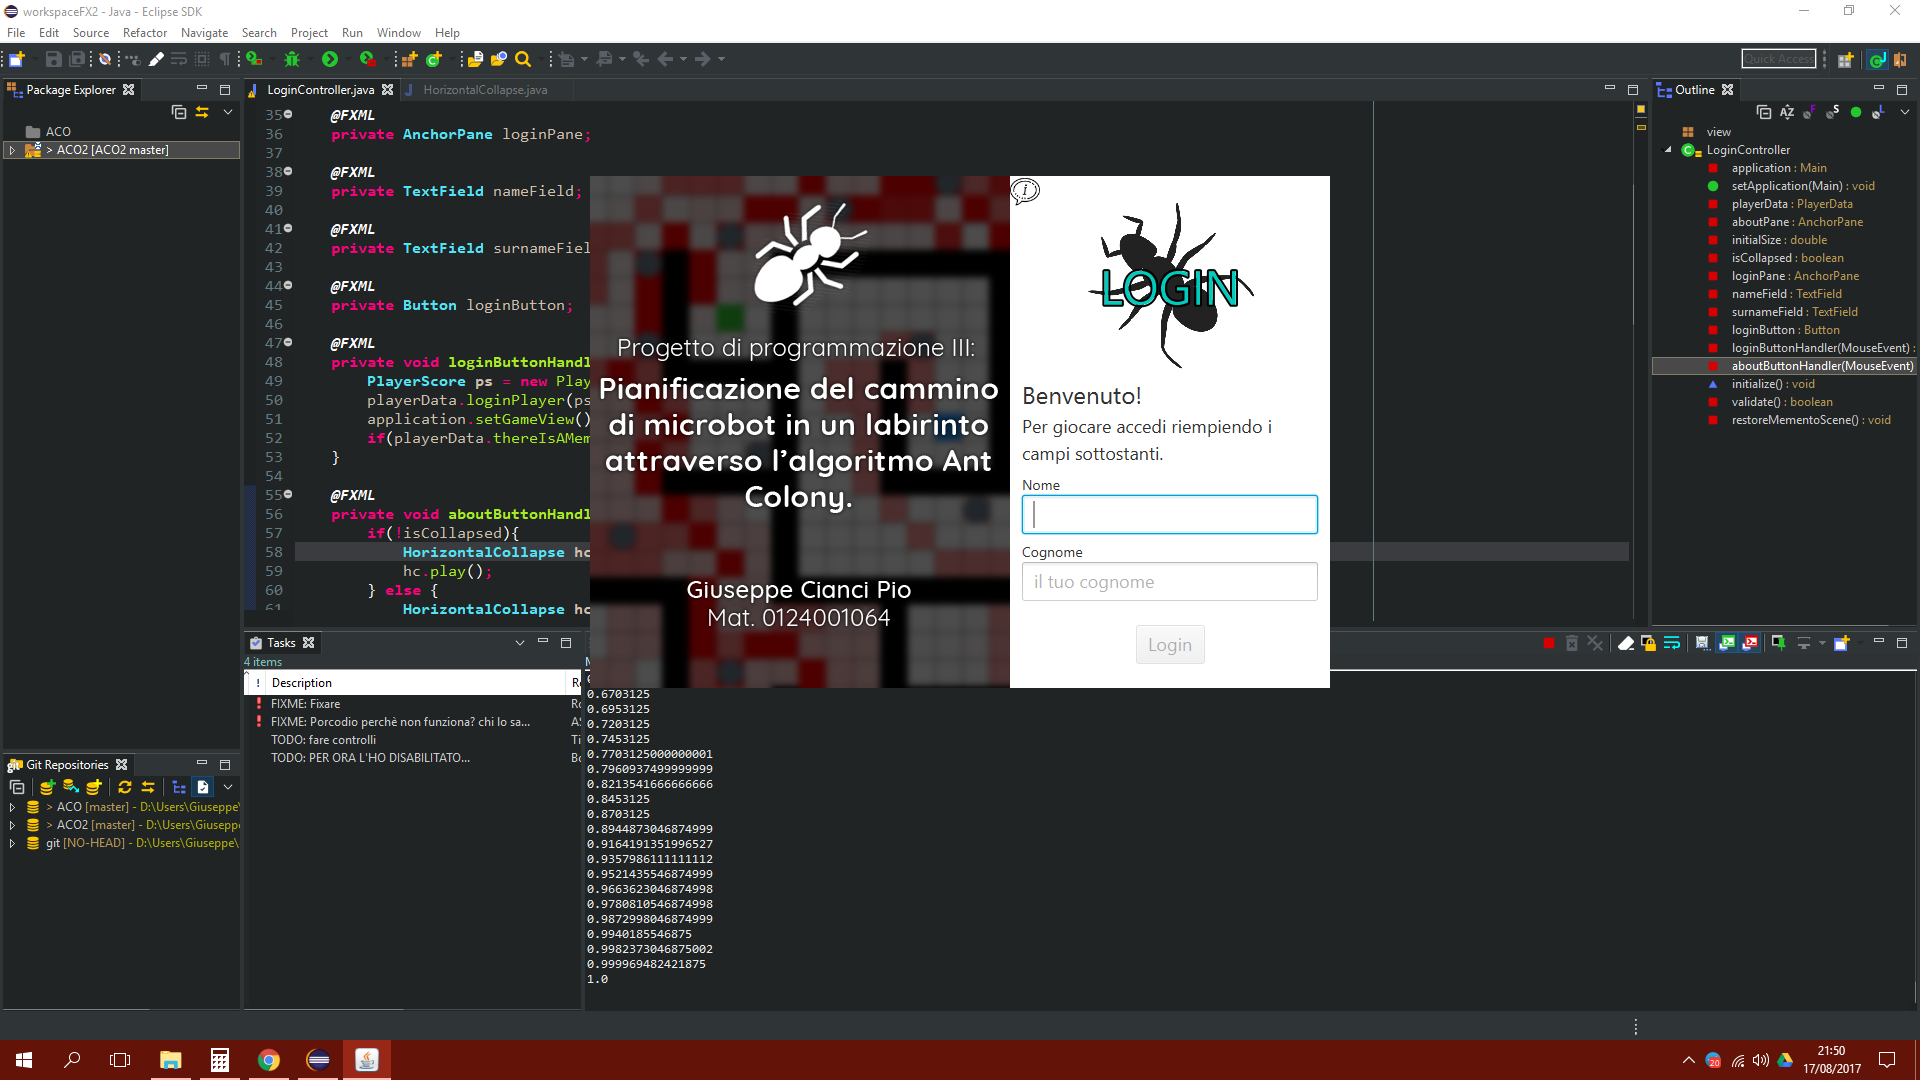 workspaceFX2 - Java - Eclipse SDK
File Edit Source Refactor Navigate Search Project Run Window Help
Quick Access
Package Explorer
ACO
> ACO2 [ACO2 master]
LoginController.java HorizontalCollapse.java
35 @FXML
36 private AnchorPane loginPane;
37
38 @FXML
39 private TextField nameField;
40
41 @FXML
42 private TextField surnameFiel
43
44 @FXML
45 private Button loginButton;
46
47 @FXML
48 private void loginButtonHandl
49 PlayerScore ps = new Play
50 playerData.loginPlayer(ps
51 application.setGameView()
52 if(playerData.thereIsAMem
53 }
54
55 @FXML
56 private void aboutButtonHandl
57 if(!isCollapsed){
58 HorizontalCollapse hc
59 hc.play();
60 } else {
61 HorizontalCollapse hc
Progetto di programmazione III:
Pianificazione del cammino
di microbot in un labirinto
attraverso l'algoritmo Ant
Colony.
Giuseppe Cianci Pio
Mat. 0124001064
i
LOGIN
Benvenuto!
Per giocare accedi riempiendo i
campi sottostanti.
Nome
Cognome
il tuo cognome
Login
Outline
view
LoginController
application : Main
setApplication(Main) : void
playerData : PlayerData
aboutPane : AnchorPane
initialSize : double
isCollapsed : boolean
loginPane : AnchorPane
nameField : TextField
surnameField : TextField
loginButton : Button
loginButtonHandler(MouseEvent) :
aboutButtonHandler(MouseEvent)
initialize() : void
validate() : boolean
restoreMementoScene() : void
Tasks
4 items
! Description
FIXME: Fixare
FIXME: Porcodio perchè non funziona? chi lo sa...
TODO: fare controlli
TODO: PER ORA L'HO DISABILITATO...
0.6703125
0.6953125
0.7203125
0.7453125
0.7703125000000001
0.7960937499999999
0.8213541666666666
0.8453125
0.8703125
0.8944873046874999
0.9164191351996527
0.9357986111111112
0.9521435546874999
0.9663623046874998
0.9780810546874998
0.9872998046874999
0.9940185546875
0.9982373046875002
0.999969482421875
1.0
Git Repositories
> ACO [master] - D:\Users\Giuseppe\
> ACO2 [master] - D:\Users\Giuseppe
git [NO-HEAD] - D:\Users\Giuseppe\
20
21:50
17/08/2017